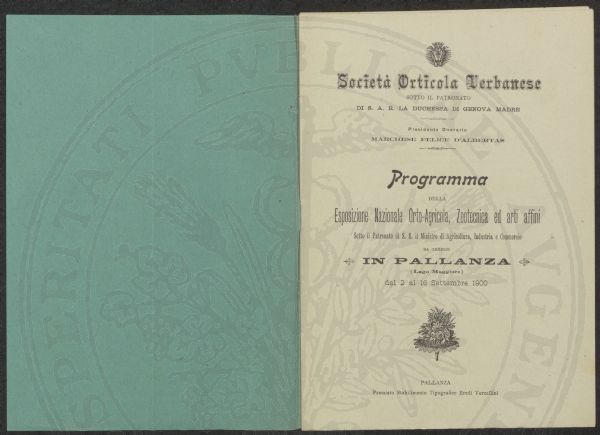 Società Orticola Verbanese
SOTTO IL PATRONATO
DI S. A. R. LA DUCHESSA DI GENOVA MADRE
Presidente Onorario
MARCHESE FELICE D'ALBERTAS
Programma
DELLA
Esposizione Nazionale Orto-Agricola, Zootecnica ed arti affini
Sotto il Patronato di S. E. il Ministro di Agricoltura, Industria e Commercio
DA TENERSI
IN PALLANZA
(Lago Maggiore)
dal 2 al 16 Settembre 1900
PALLANZA
Premiato Stabilimento Tipografico Eredi Vercellini